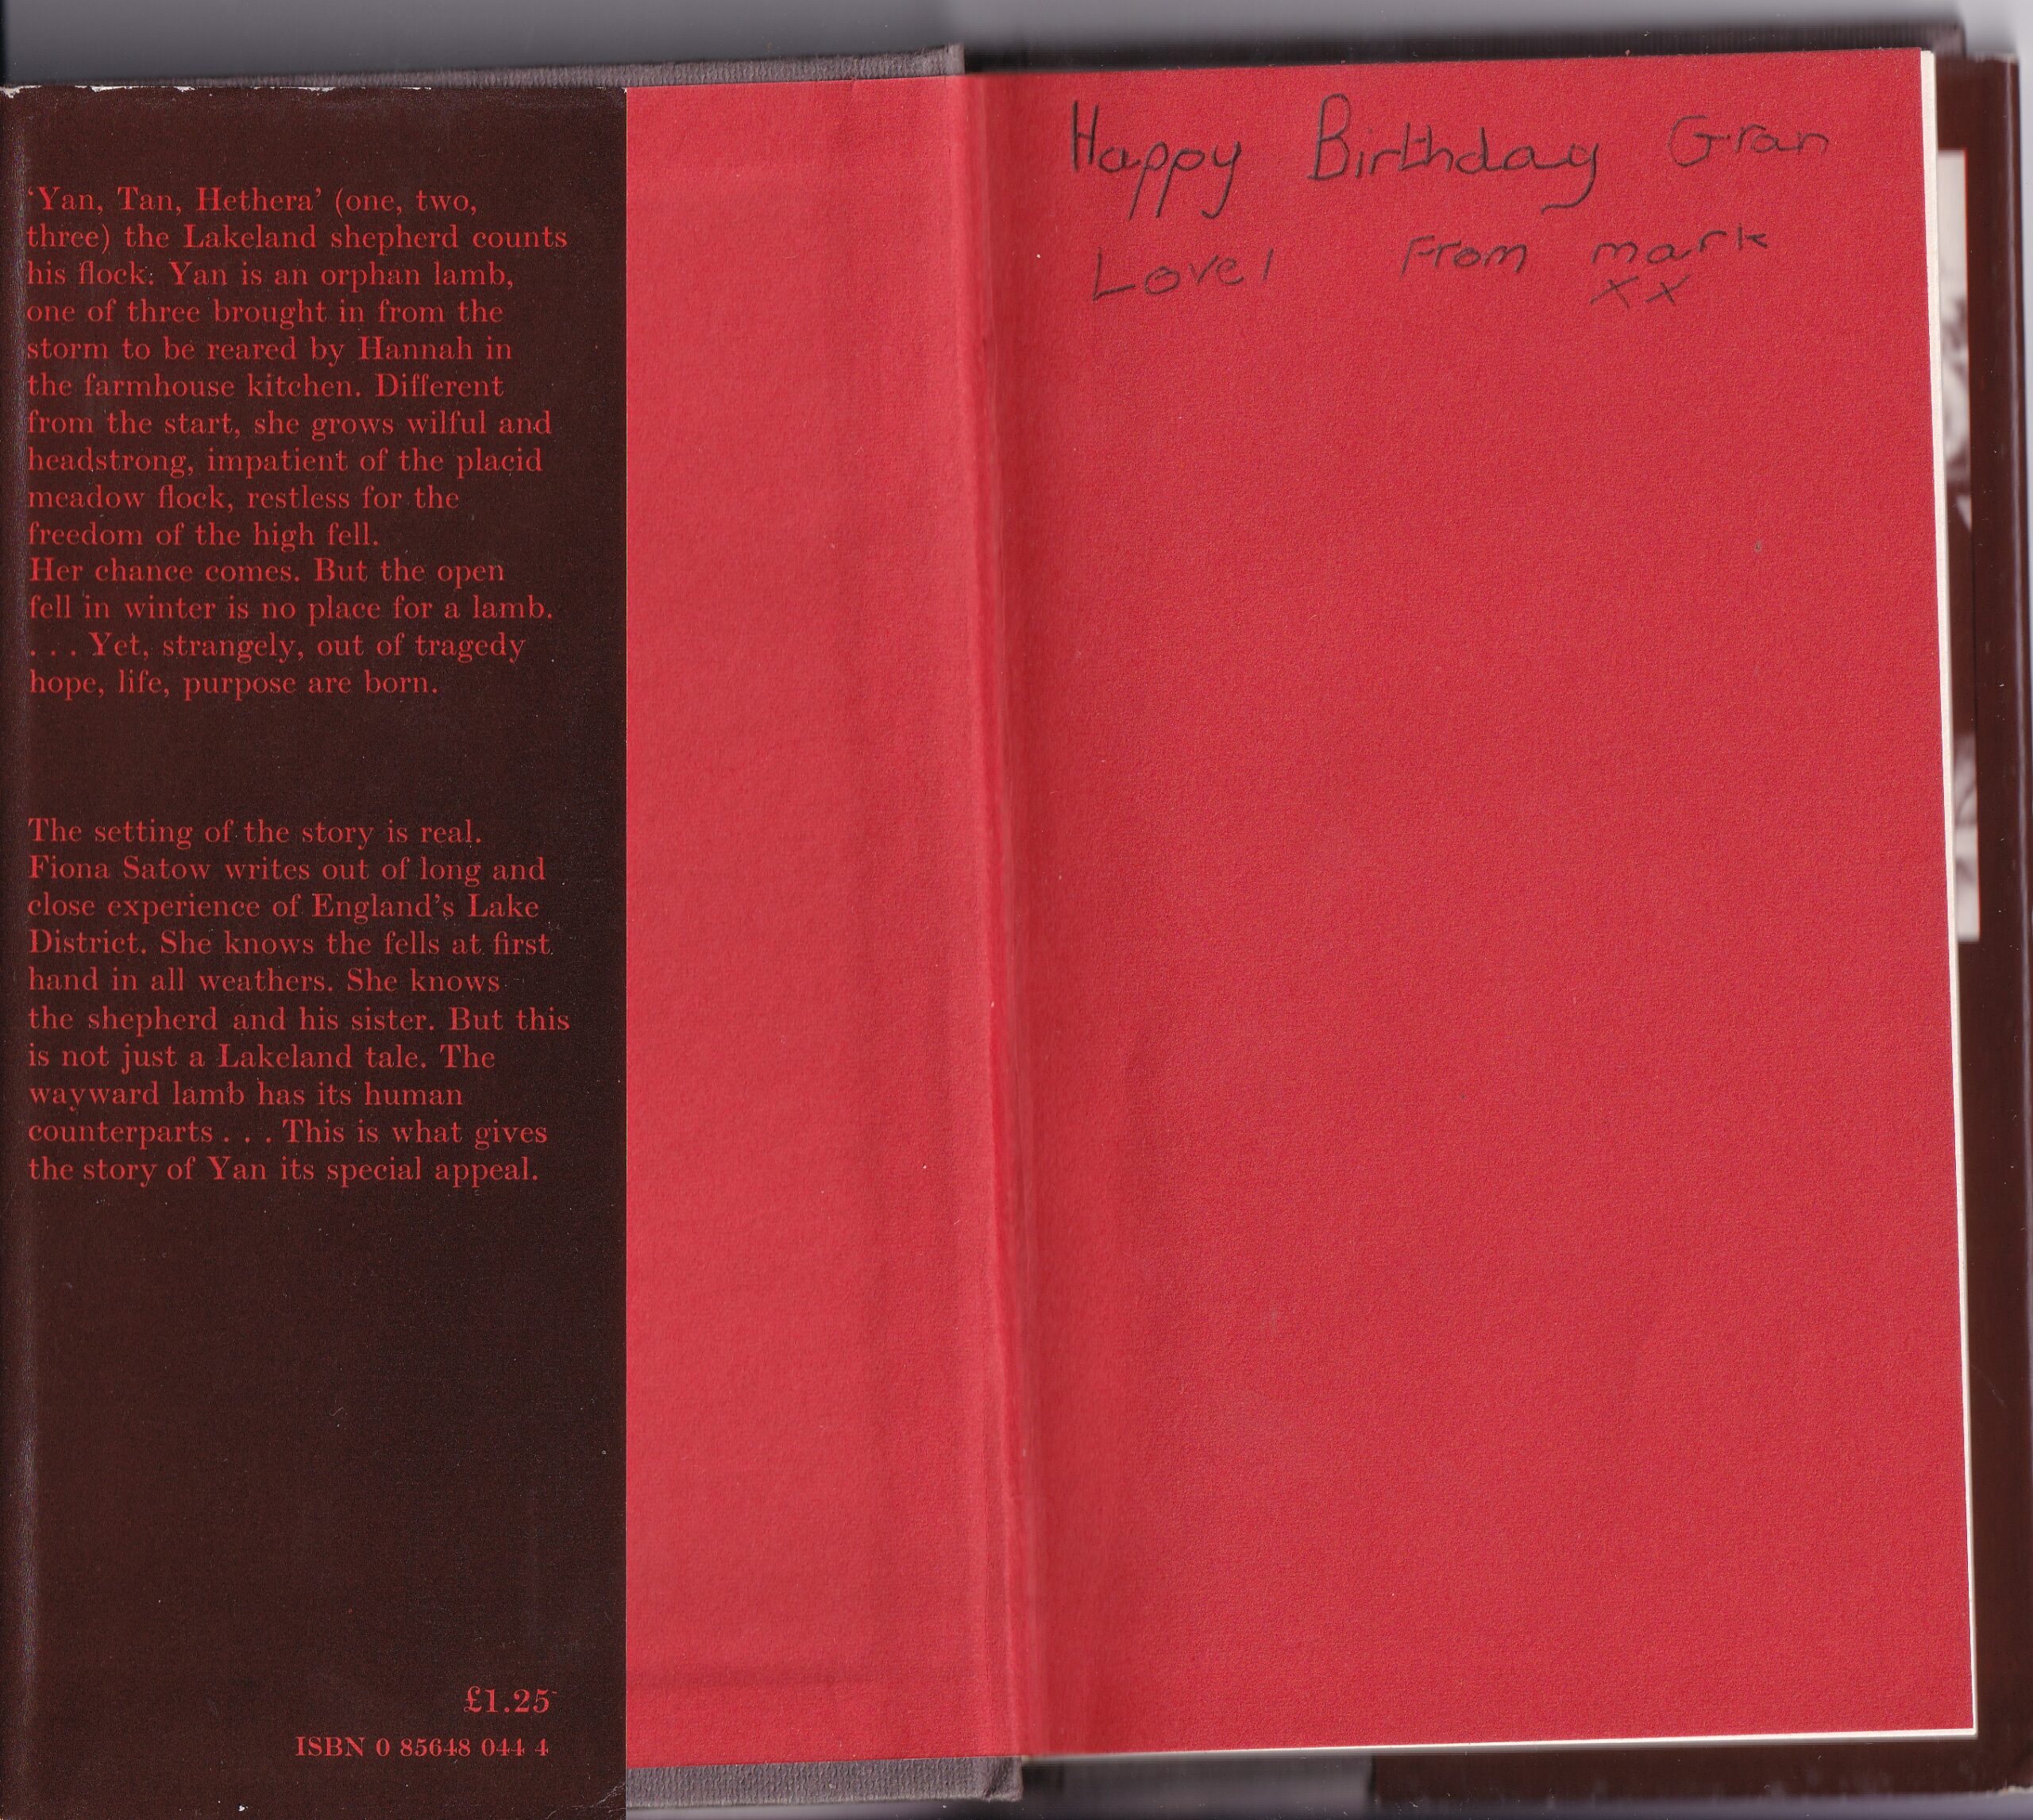 ‘Yan, Tan, Hethera’ (one, two,
three) the Lakeland shepherd counts
his flock. Yan is an orphan lamb,
one of three brought in from the
storm to be reared by Hannah in
the farmhouse kitchen. Different
from the start, she grows wilful and
headstrong, impatient of the placid
meadow flock, restless for the
freedom of the high fell.
Her chance comes. But the open
fell in winter is no place for a lamb.
. . . Yet, strangely, out of tragedy
hope, life, purpose are born.
The setting of the story is real.
Fiona Satow writes out of long and
close experience of England’s Lake
District. She knows the fells at first
hand in all weathers. She knows
the shepherd and his sister. But this
is not just a Lakeland tale. The
wayward lamb has its human
counterparts . . . This is what gives
the story of Yan its special appeal.
£1.25
ISBN 0 85648 044 4
Happy Birthday Gran
Love From mark
xx